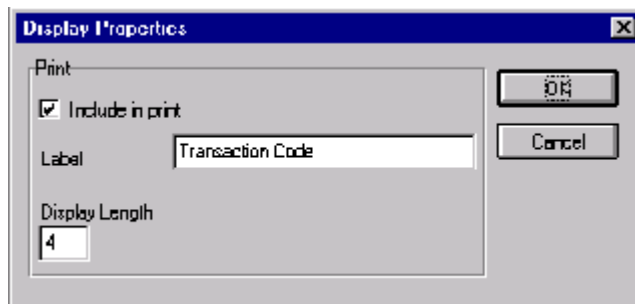 Display Properties
Print
Include in print
OK
Label
Transaction Code
Cancel
Display Length
4